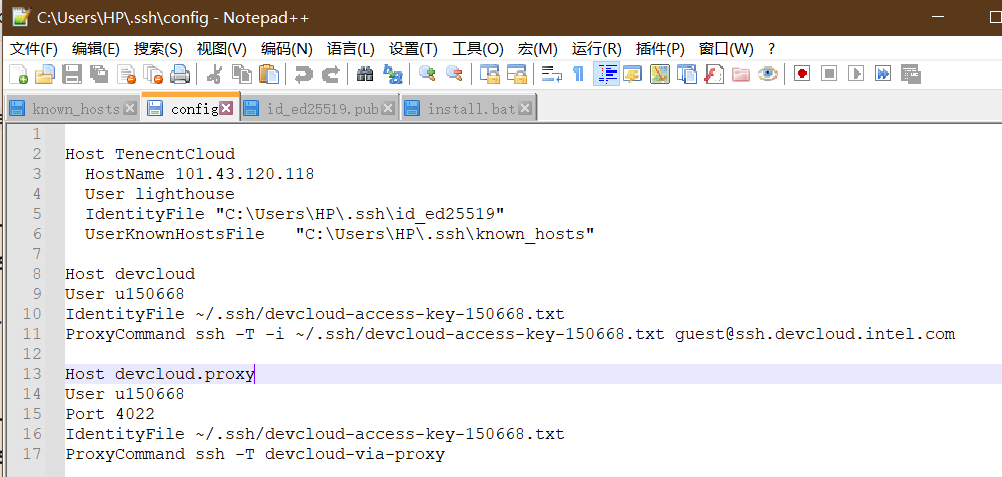 C:\Users\HP\.ssh\config - Notepad++
文件(F) 编辑(E) 搜索(S) 视图(V) 编码(N) 语言(L) 设置(T) 工具(O) 宏(M) 运行(R) 插件(P) 窗口(W) ?
known_hosts config id_ed25519.pub install.bat
1
2 Host TenecntCloud
3 HostName 101.43.120.118
4 User lighthouse
5 IdentityFile "C:\Users\HP\.ssh\id_ed25519"
6 UserKnownHostsFile "C:\Users\HP\.ssh\known_hosts"
7
8 Host devcloud
9 User u150668
10 IdentityFile ~/.ssh/devcloud-access-key-150668.txt
11 ProxyCommand ssh -T -i ~/.ssh/devcloud-access-key-150668.txt guest@ssh.devcloud.intel.com
12
13 Host devcloud.proxy
14 User u150668
15 Port 4022
16 IdentityFile ~/.ssh/devcloud-access-key-150668.txt
17 ProxyCommand ssh -T devcloud-via-proxy